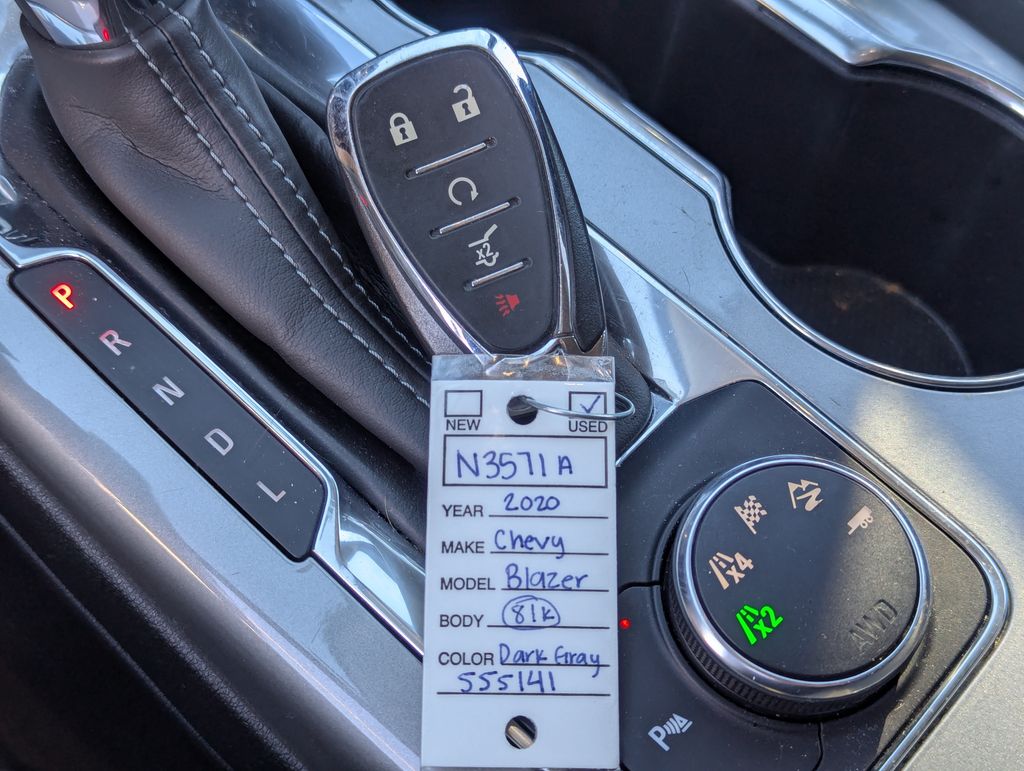 P
R
N
D
L
x2
NEW USED
N3571A
YEAR 2020
MAKE Chevy
MODEL Blazer
BODY 81K
COLOR Dark Gray
555141
x4
x2
AWD
P